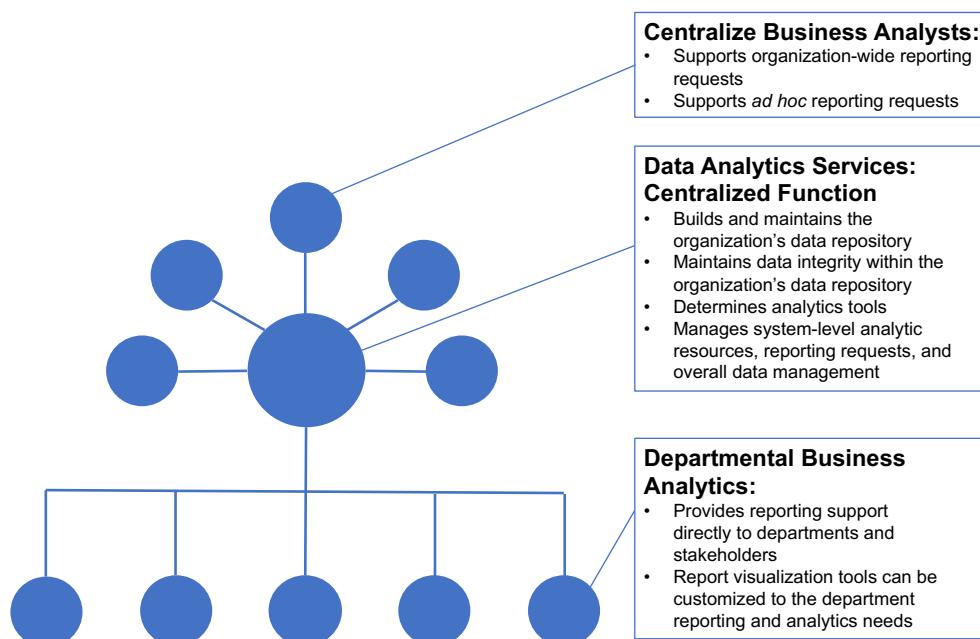 Centralize Business Analysts:
• Supports organization-wide reporting
requests
• Supports ad hoc reporting requests
Data Analytics Services:
Centralized Function
• Builds and maintains the
organization’s data repository
• Maintains data integrity within the
organization’s data repository
• Determines analytics tools
• Manages system-level analytic
resources, reporting requests, and
overall data management
Departmental Business
Analytics:
• Provides reporting support
directly to departments and
stakeholders
• Report visualization tools can be
customized to the department
reporting and analytics needs